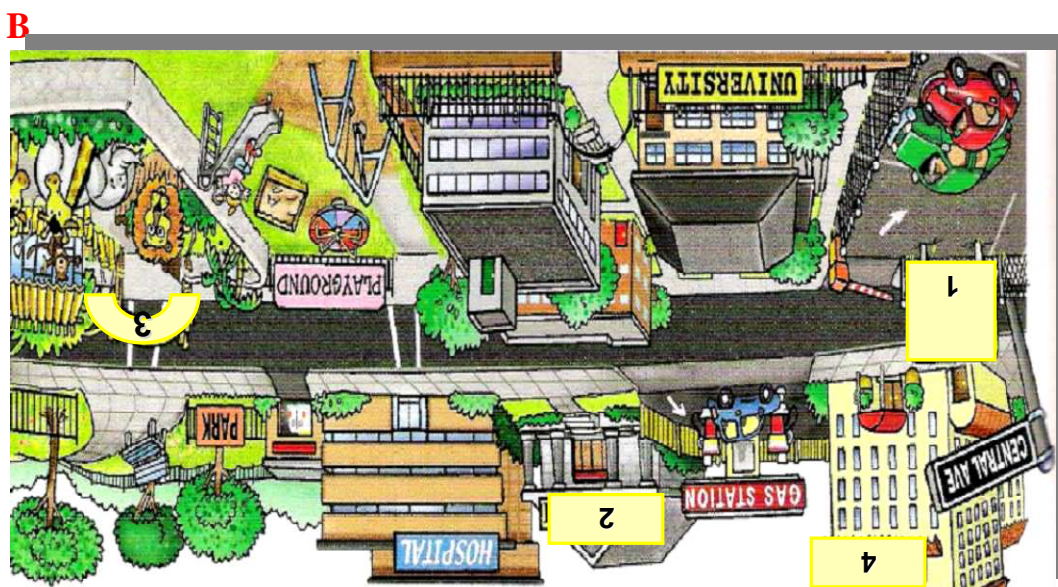 B
UNIVERSITY
PLAYGROUND
1
3
PARK
CENTRAL AVE
GAS STATION
2
HOSPITAL
4